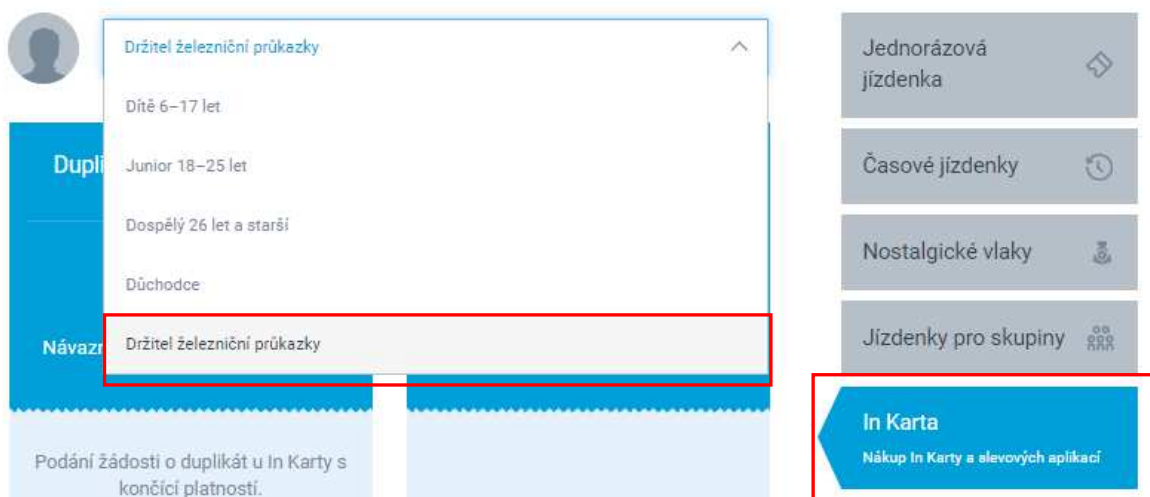 Držitel železniční průkazky
Dítě 6–17 let
Junior 18–25 let
Dospělý 26 let a starší
Důchodce
Držitel železniční průkazky
Dupli
Návazn
Podání žádosti o duplikát u In Karty s
končící platností.
Jednorázová
jízdenka
Časové jízdenky
Nostalgické vlaky
Jízdenky pro skupiny
In Karta
Nákup In Karty a slevových aplikací